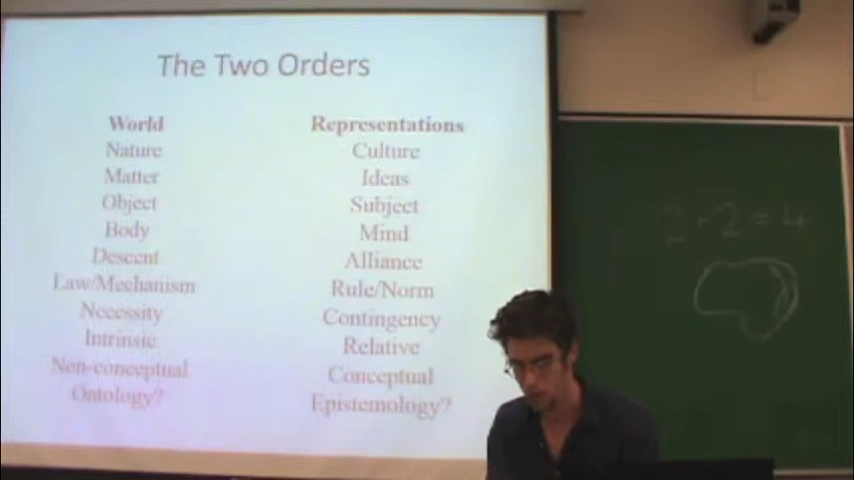 The Two Orders
World Representations
Nature Culture
Matter Ideas
Object Subject
Body Mind
Descent Alliance
Law/Mechanism Rule/Norm
Necessity Contingency
Intrinsic Relative
Non-conceptual Conceptual
Ontology? Epistemology?
2 + 2 = 4